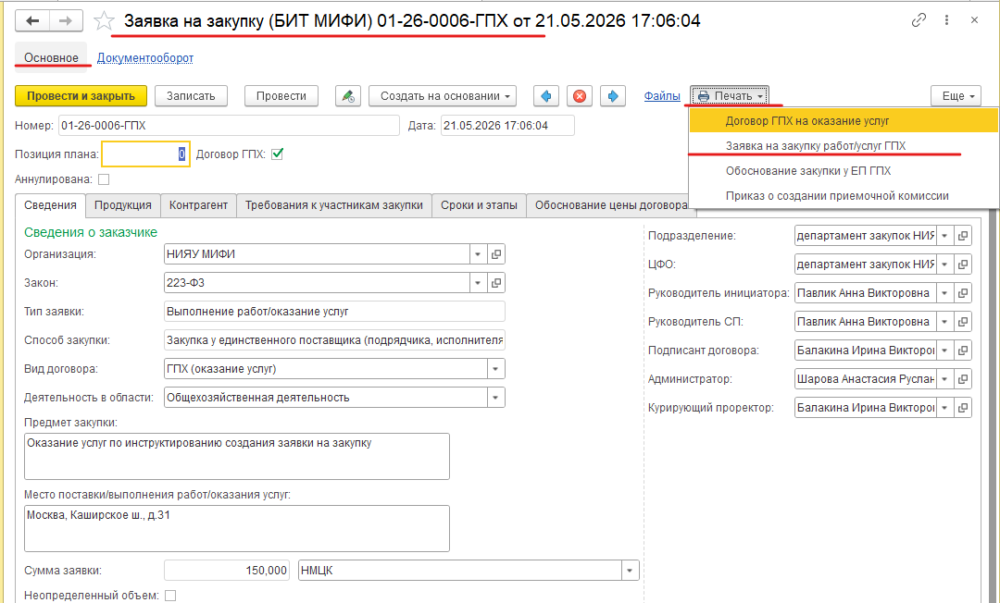 Заявка на закупку (БИТ МИФИ) 01-26-0006-ГПХ от 21.05.2026 17:06:04
Основное Документооборот
Провести и закрыть Записать Провести Создать на основании Файлы Печать Еще
Номер: 01-26-0006-ГПХ Дата: 21.05.2026 17:06:04
Договор ГПХ на оказание услуг
Заявка на закупку работ/услуг ГПХ
Обоснование закупки у ЕП ГПХ
Приказ о создании приемочной комиссии
Позиция плана: 0 Договор ГПХ:
Аннулирована:
Сведения Продукция Контрагент Требования к участникам закупки Сроки и этапы Обоснование цены договора
Сведения о заказчике
Организация: НИЯУ МИФИ
Закон: 223-ФЗ
Тип заявки: Выполнение работ/оказание услуг
Способ закупки: Закупка у единственного поставщика (подрядчика, исполнителя
Вид договора: ГПХ (оказание услуг)
Деятельность в области: Общехозяйственная деятельность
Предмет закупки:
Оказание услуг по инструктированию создания заявки на закупку
Место поставки/выполнения работ/оказания услуг:
Москва, Каширское ш., д.31
Сумма заявки: 150,000 НМЦК
Неопределенный объем:
Подразделение: департамент закупок НИЯ
ЦФО: департамент закупок НИЯ
Руководитель инициатора: Павлик Анна Викторовна
Руководитель СП: Павлик Анна Викторовна
Подписант договора: Балакина Ирина Викторо
Администратор: Шарова Анастасия Руслан
Курирующий проректор: Балакина Ирина Викторо